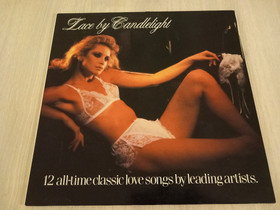 Lace by Candlelight
12 all-time classic love songs by leading artists.